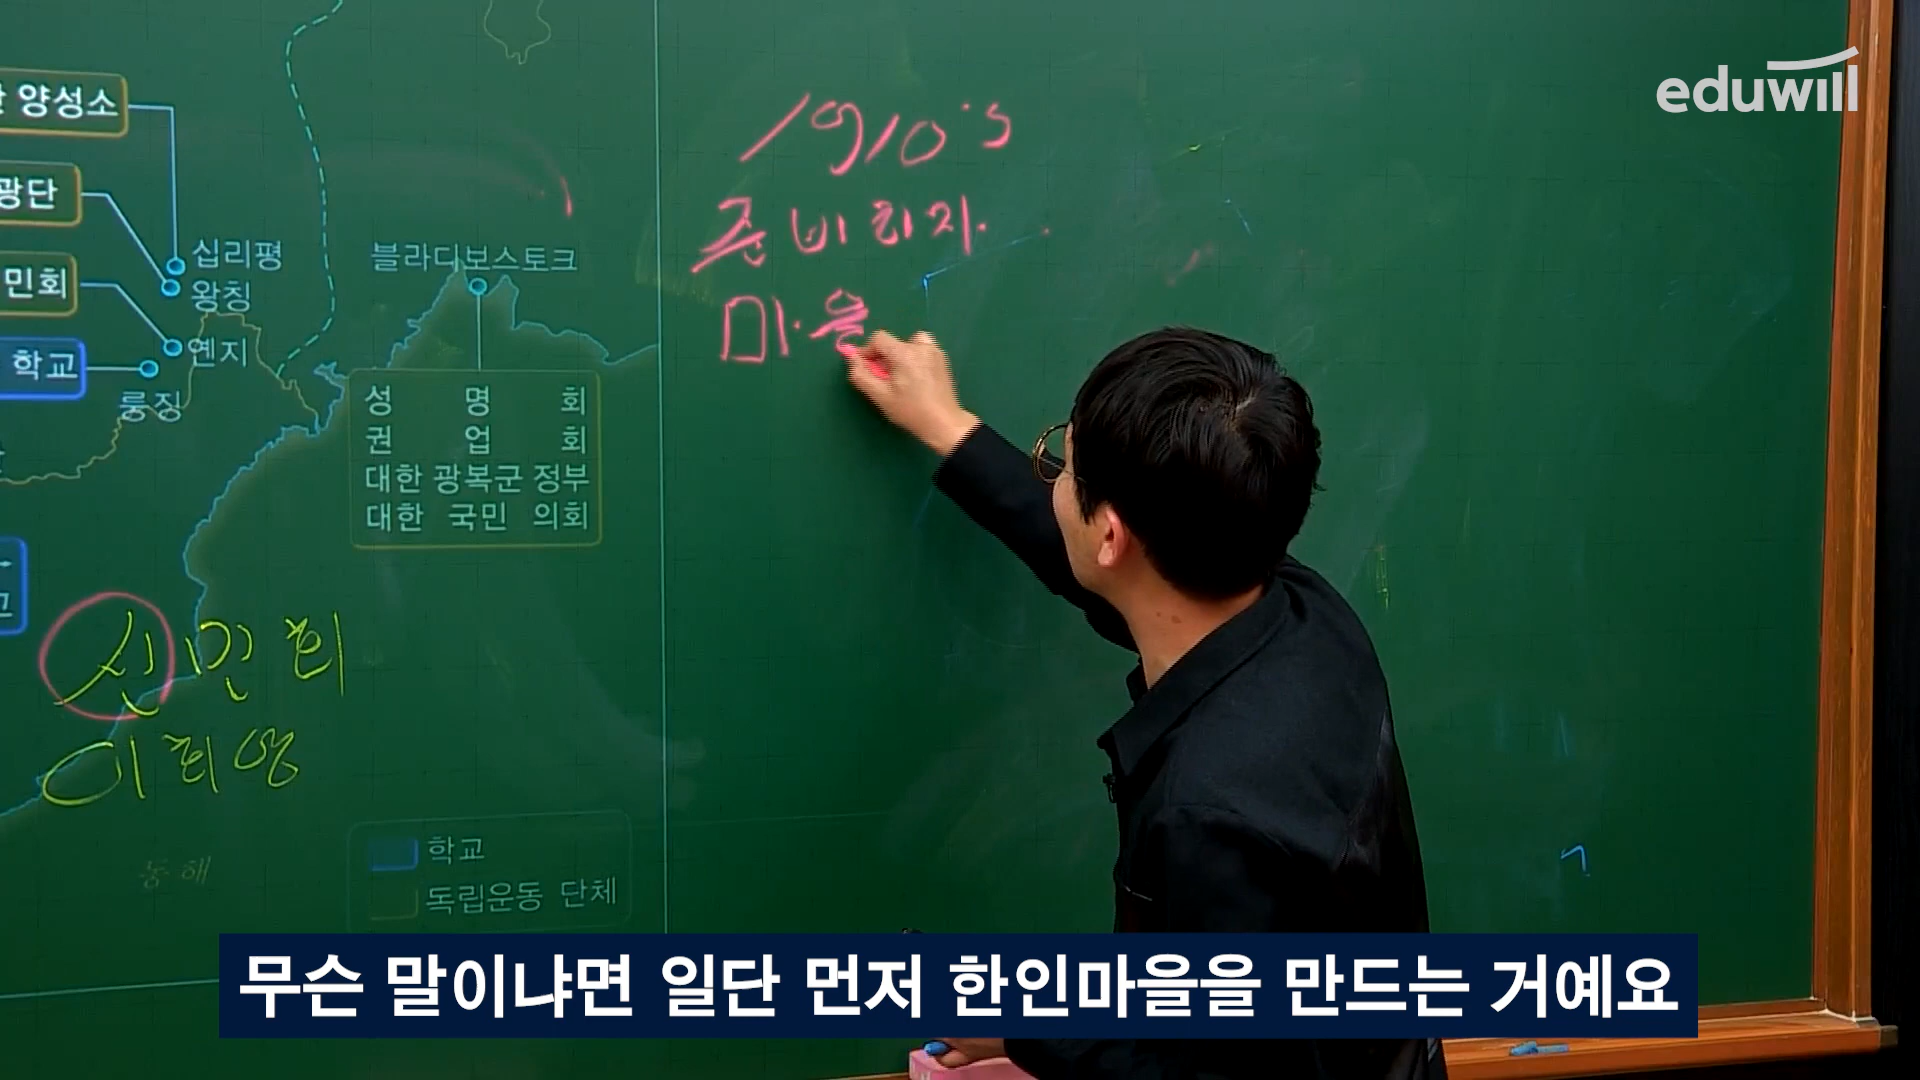 eduwill
양성소
광단
민회
학교
십리평
왕칭
옌지
룽징
블라디보스토크
성 명 회
권 업 회
대한 광복군 정부
대한 국민 의회
1910's
준비하자.
마을
신민회
이회영
동해
학교
독립운동 단체
무슨 말이냐면 일단 먼저 한인마을을 만드는 거예요